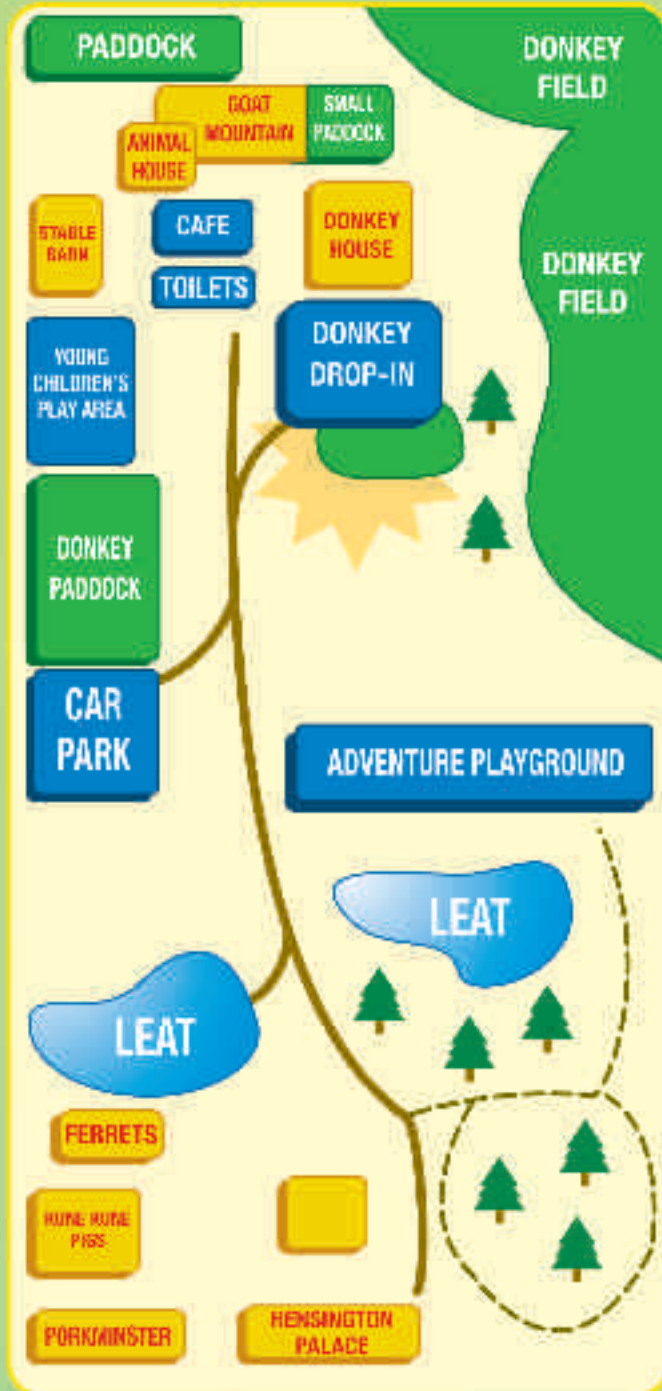 PADDOCK
DONKEY
FIELD
GOAT
MOUNTAIN
SMALL
PADDOCK
ANIMAL
HOUSE
STABLE
BARN
CAFE
DONKEY
HOUSE
TOILETS
DONKEY
FIELD
YOUNG
CHILDREN'S
PLAY AREA
DONKEY
DROP-IN
DONKEY
PADDOCK
CAR
PARK
ADVENTURE PLAYGROUND
LEAT
LEAT
FERRETS
KUNE KUNE
PIGS
PORKMINSTER
HENSINGTON
PALACE